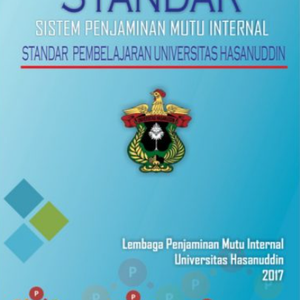 STANDAR
SISTEM PENJAMINAN MUTU INTERNAL
STANDAR PEMBELAJARAN UNIVERSITAS HASANUDDIN
Lembaga Penjaminan Mutu Internal
Universitas Hasanuddin
2017
P
P
P